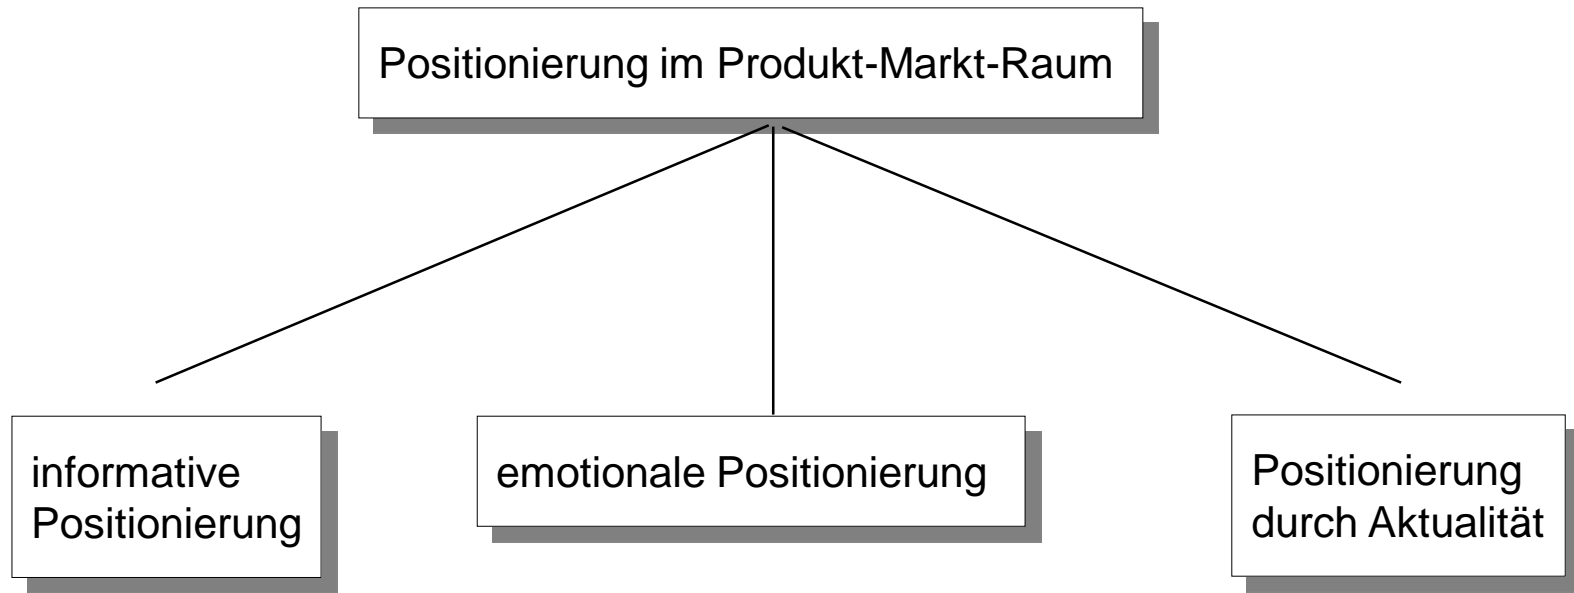 Positionierung im Produkt-Markt-Raum
informative
Positionierung
emotionale Positionierung
Positionierung
durch Aktualität